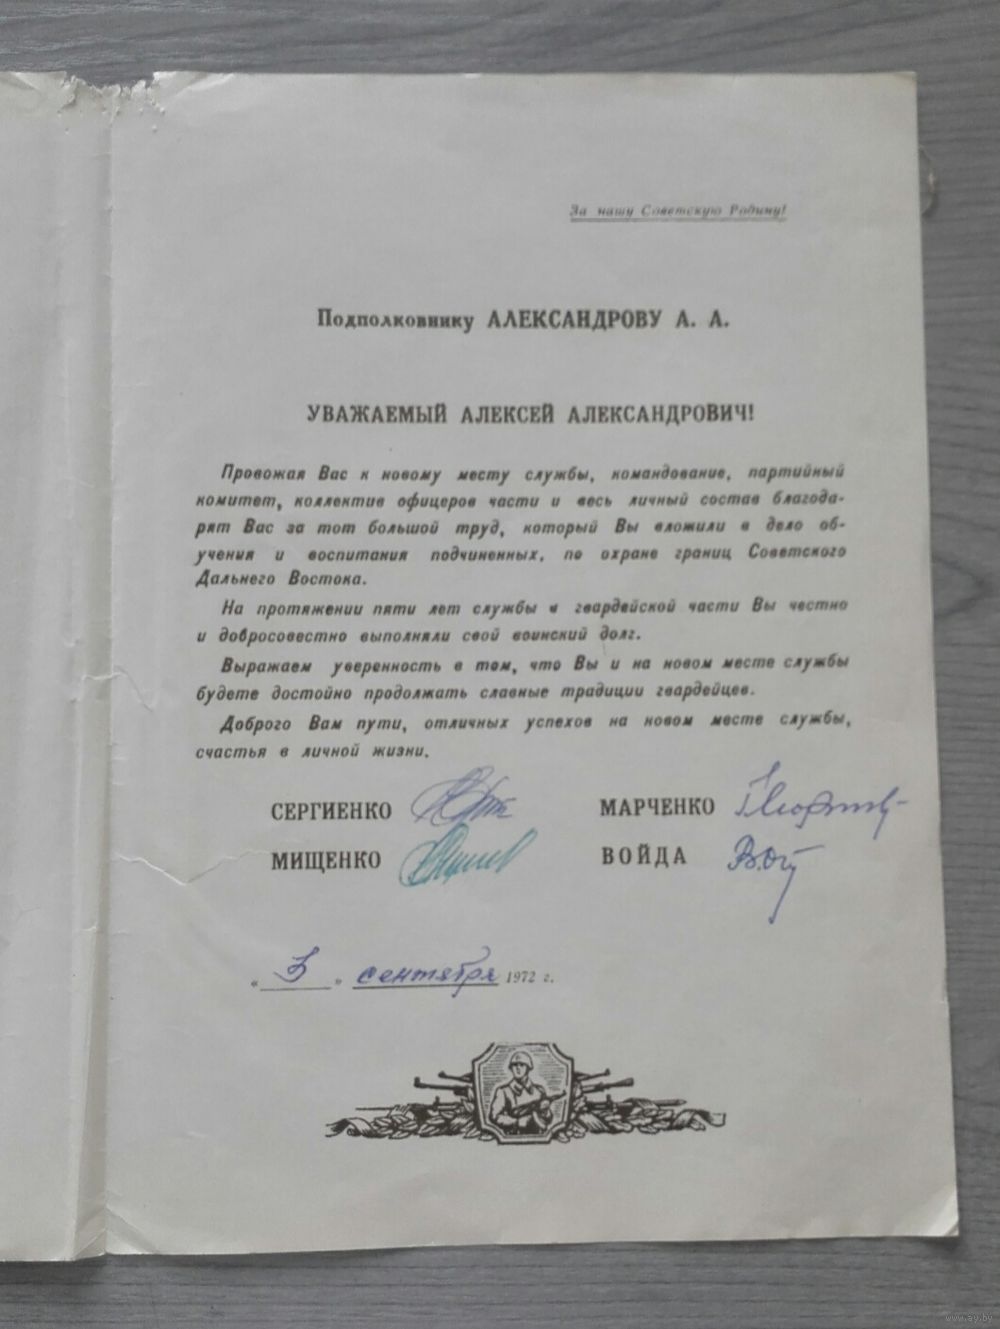 За нашу Советскую Родину!
Подполковнику АЛЕКСАНДРОВУ А. А.
УВАЖАЕМЫЙ АЛЕКСЕЙ АЛЕКСАНДРОВИЧ!
Провожая Вас к новому месту службы, командование, партийный
комитет, коллектив офицеров части и весь личный состав благода-
рят Вас за тот большой труд, который Вы вложили в дело об-
учения и воспитания подчиненных, по охране границ Советского
Дальнего Востока.
На протяжении пяти лет службы в гвардейской части Вы честно
и добросовестно выполняли свой воинский долг.
Выражаем уверенность в том, что Вы и на новом месте службы
будете достойно продолжать славные традиции гвардейцев.
Доброго Вам пути, отличных успехов на новом месте службы,
счастья в личной жизни.
СЕРГИЕНКО МАРЧЕНКО
МИЩЕНКО ВОЙДА
« » сентября 1972 г.
www.ay.by